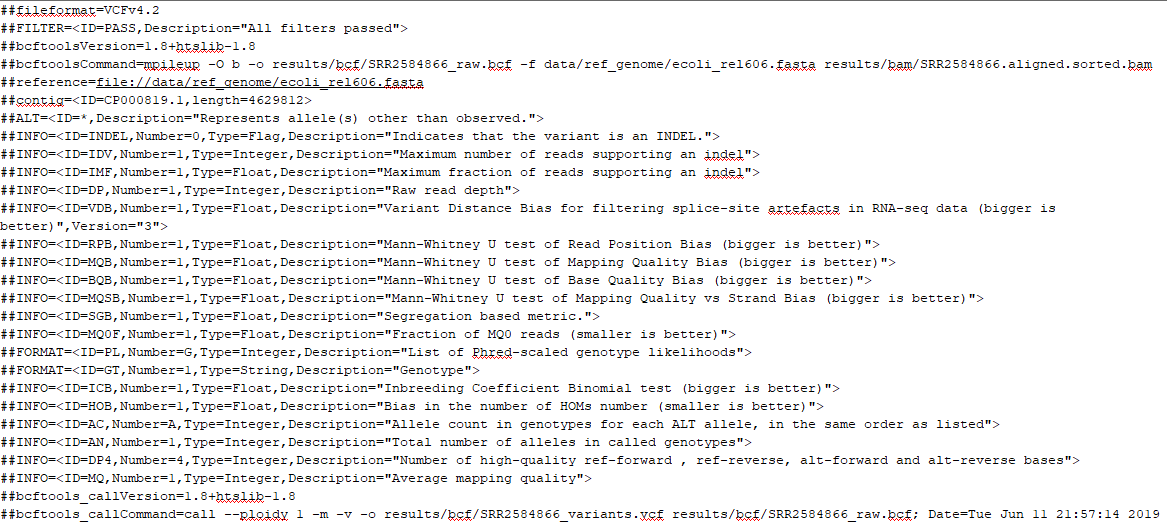 ##fileformat=VCFv4.2
##FILTER=<ID=PASS,Description="All filters passed">
##bcftoolsVersion=1.8+htslib-1.8
##bcftoolsCommand=mpileup -O b -o results/bcf/SRR2584866_raw.bcf -f data/ref_genome/ecoli_rel606.fasta results/bam/SRR2584866.aligned.sorted.bam
##reference=file://data/ref_genome/ecoli_rel606.fasta
##contig=<ID=CP000819.1,length=4629812>
##ALT=<ID=*,Description="Represents allele(s) other than observed.">
##INFO=<ID=INDEL,Number=0,Type=Flag,Description="Indicates that the variant is an INDEL.">
##INFO=<ID=IDV,Number=1,Type=Integer,Description="Maximum number of reads supporting an indel">
##INFO=<ID=IMF,Number=1,Type=Float,Description="Maximum fraction of reads supporting an indel">
##INFO=<ID=DP,Number=1,Type=Integer,Description="Raw read depth">
##INFO=<ID=VDB,Number=1,Type=Float,Description="Variant Distance Bias for filtering splice-site artefacts in RNA-seq data (bigger is
better)",Version="3">
##INFO=<ID=RPB,Number=1,Type=Float,Description="Mann-Whitney U test of Read Position Bias (bigger is better)">
##INFO=<ID=MQB,Number=1,Type=Float,Description="Mann-Whitney U test of Mapping Quality Bias (bigger is better)">
##INFO=<ID=BQB,Number=1,Type=Float,Description="Mann-Whitney U test of Base Quality Bias (bigger is better)">
##INFO=<ID=MQSB,Number=1,Type=Float,Description="Mann-Whitney U test of Mapping Quality vs Strand Bias (bigger is better)">
##INFO=<ID=SGB,Number=1,Type=Float,Description="Segregation based metric.">
##INFO=<ID=MQ0F,Number=1,Type=Float,Description="Fraction of MQ0 reads (smaller is better)">
##FORMAT=<ID=PL,Number=G,Type=Integer,Description="List of Phred-scaled genotype likelihoods">
##FORMAT=<ID=GT,Number=1,Type=String,Description="Genotype">
##INFO=<ID=ICB,Number=1,Type=Float,Description="Inbreeding Coefficient Binomial test (bigger is better)">
##INFO=<ID=HOB,Number=1,Type=Float,Description="Bias in the number of HOMs number (smaller is better)">
##INFO=<ID=AC,Number=A,Type=Integer,Description="Allele count in genotypes for each ALT allele, in the same order as listed">
##INFO=<ID=AN,Number=1,Type=Integer,Description="Total number of alleles in called genotypes">
##INFO=<ID=DP4,Number=4,Type=Integer,Description="Number of high-quality ref-forward , ref-reverse, alt-forward and alt-reverse bases">
##INFO=<ID=MQ,Number=1,Type=Integer,Description="Average mapping quality">
##bcftools_callVersion=1.8+htslib-1.8
##bcftools_callCommand=call --ploidy 1 -m -v -o results/bcf/SRR2584866_variants.vcf results/bcf/SRR2584866_raw.bcf; Date=Tue Jun 11 21:57:14 2019